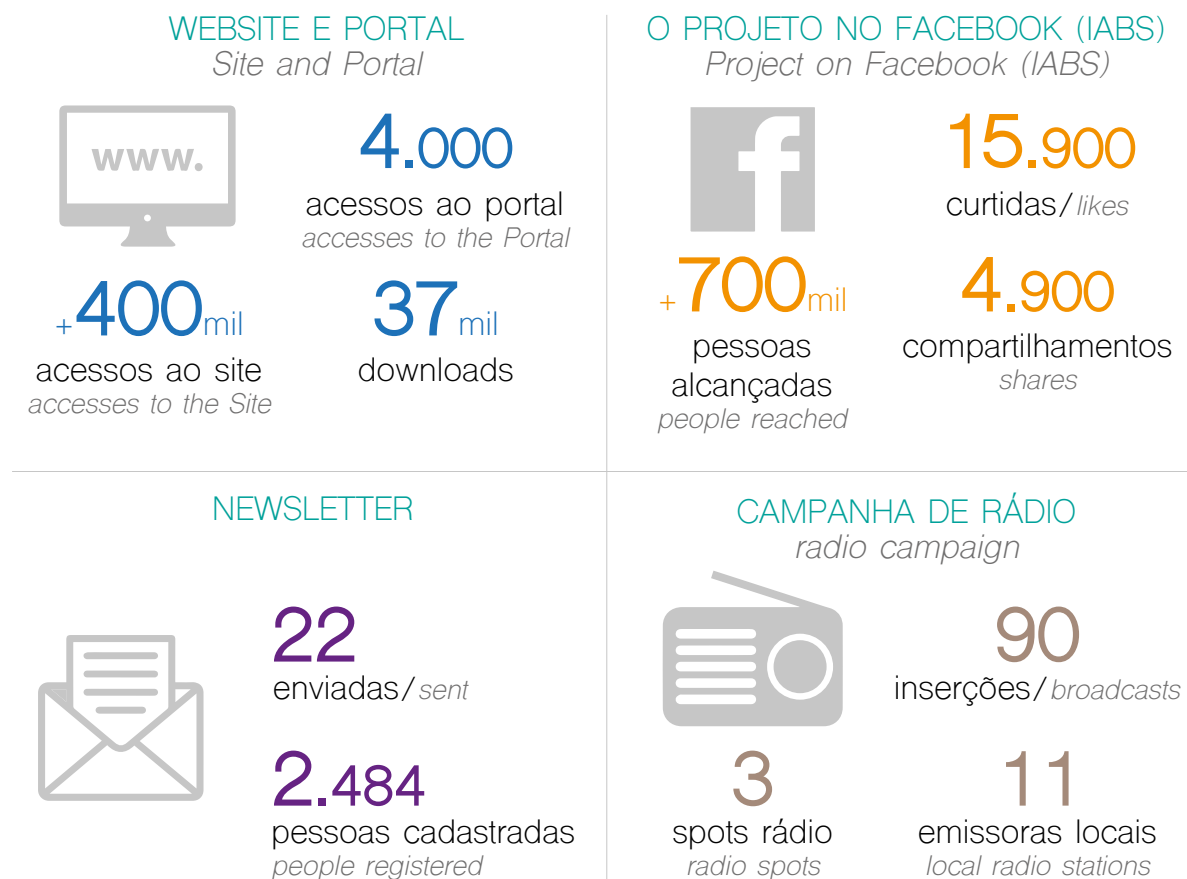 WEBSITE E PORTAL
Site and Portal
www.
4.000
acessos ao portal
accesses to the Portal
+400mil
acessos ao site
accesses to the Site
37 mil
downloads
O PROJETO NO FACEBOOK (IABS)
Project on Facebook (IABS)
f
15.900
curtidas/likes
+700mil
pessoas
alcançadas
people reached
4.900
compartilhamentos
shares
NEWSLETTER
22
enviadas/sent
2.484
pessoas cadastradas
people registered
CAMPANHA DE RÁDIO
radio campaign
90
inserções/broadcasts
3
spots rádio
radio spots
11
emissoras locais
local radio stations